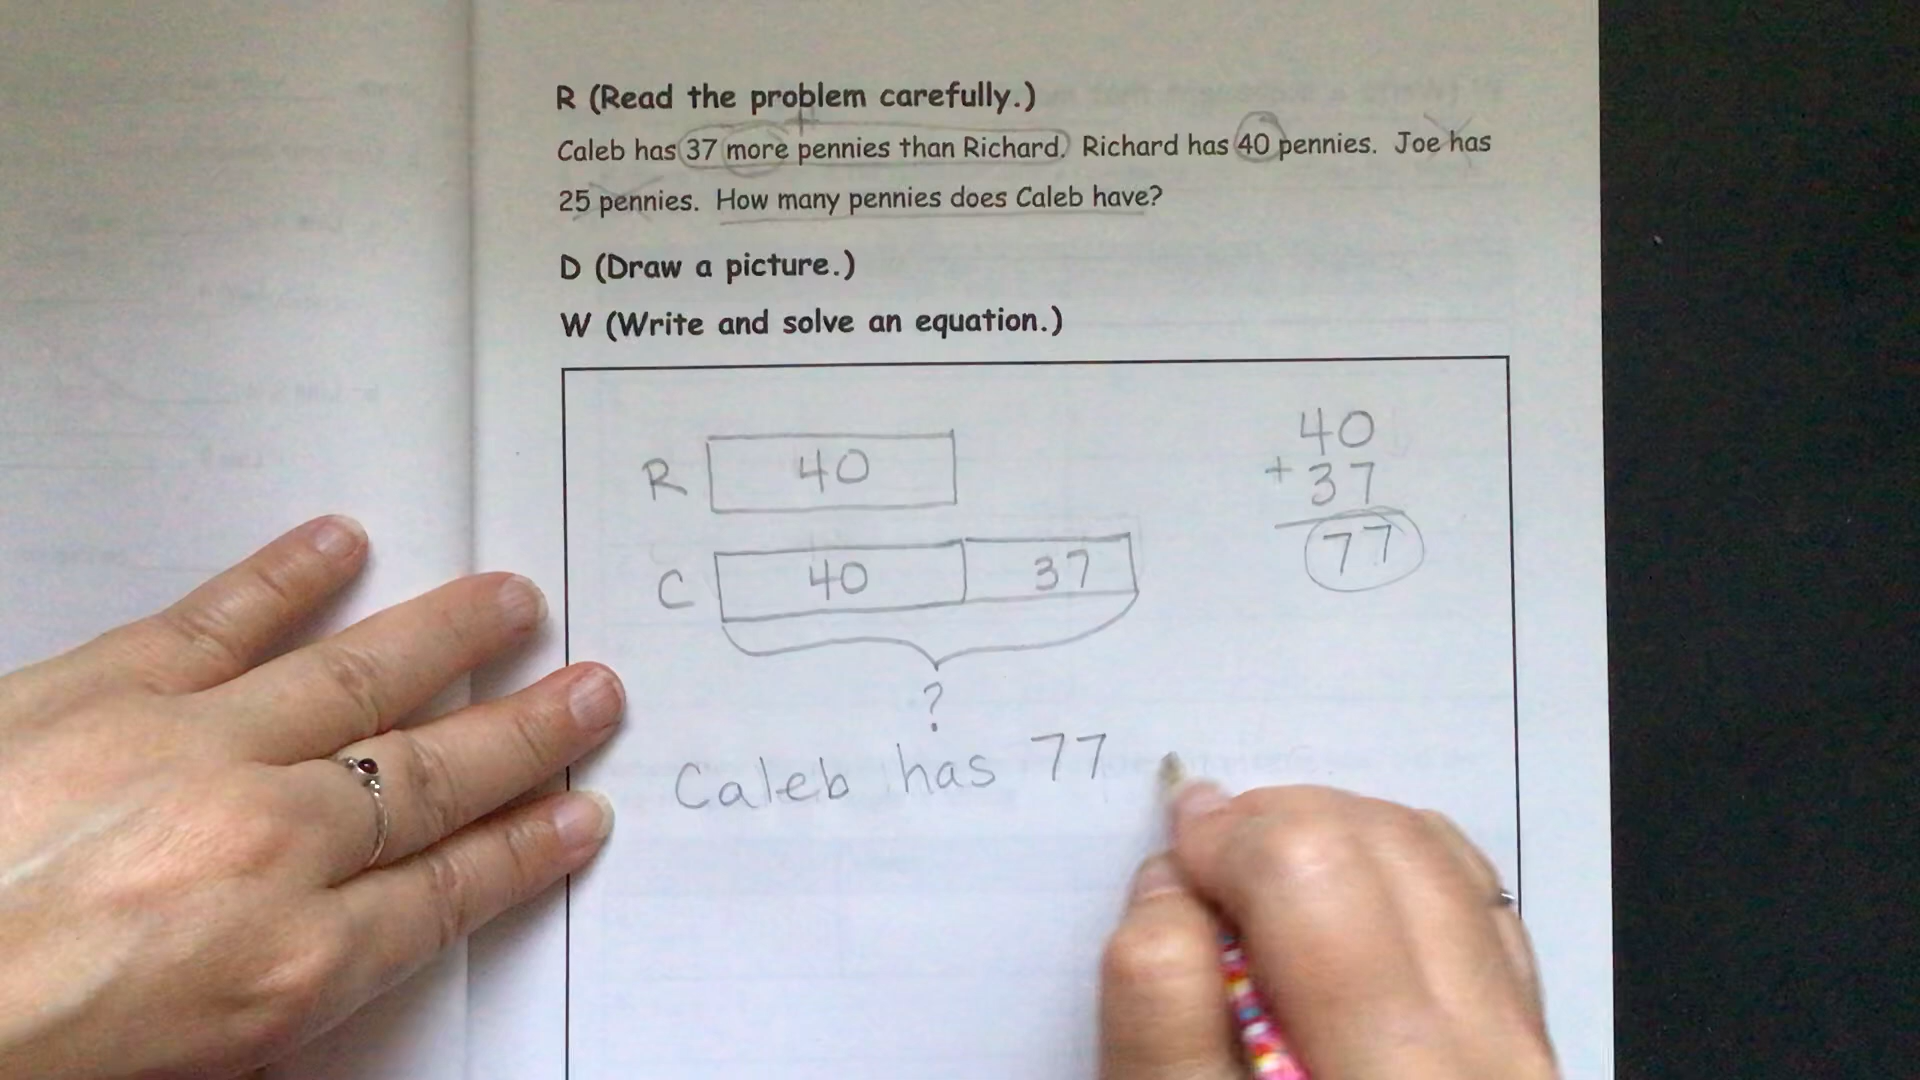 R (Read the problem carefully.)
+
Caleb has 37 more pennies than Richard. Richard has 40 pennies. Joe has
25 pennies. How many pennies does Caleb have?
D (Draw a picture.)
W (Write and solve an equation.)
R 40
40
+ 37
77
C 40 37
?
Caleb has 77